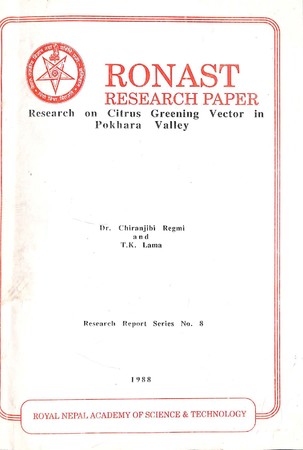 RONAST
RESEARCH PAPER
Research on Citrus Greening Vector in
Pokhara Valley
Dr. Chiranjibi Regmi
and
T.K. Lama
Research Report Series No. 8
1988
ROYAL NEPAL ACADEMY OF SCIENCE & TECHNOLOGY